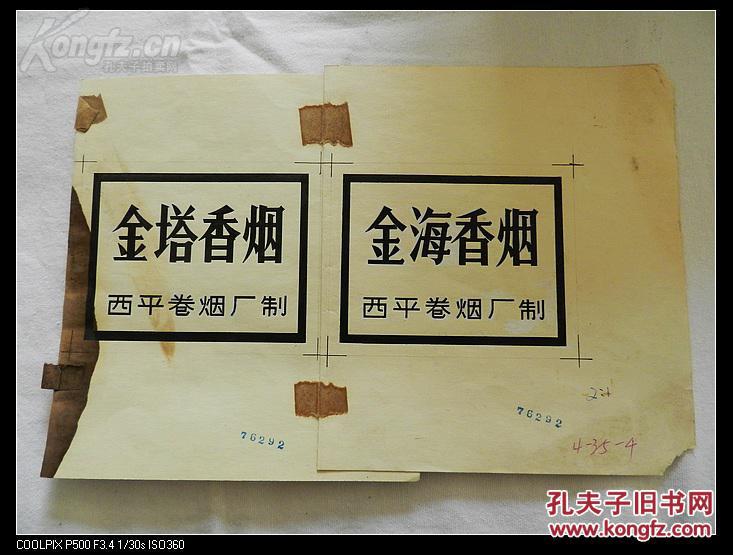 Kongfz.cn
孔夫子拍卖网
金塔香烟
西平卷烟厂制
76292
金海香烟
西平卷烟厂制
76292
4-35-4
孔夫子旧书网
www.kongfz.com
COOLPIX P500 F3.4 1/30s ISO360